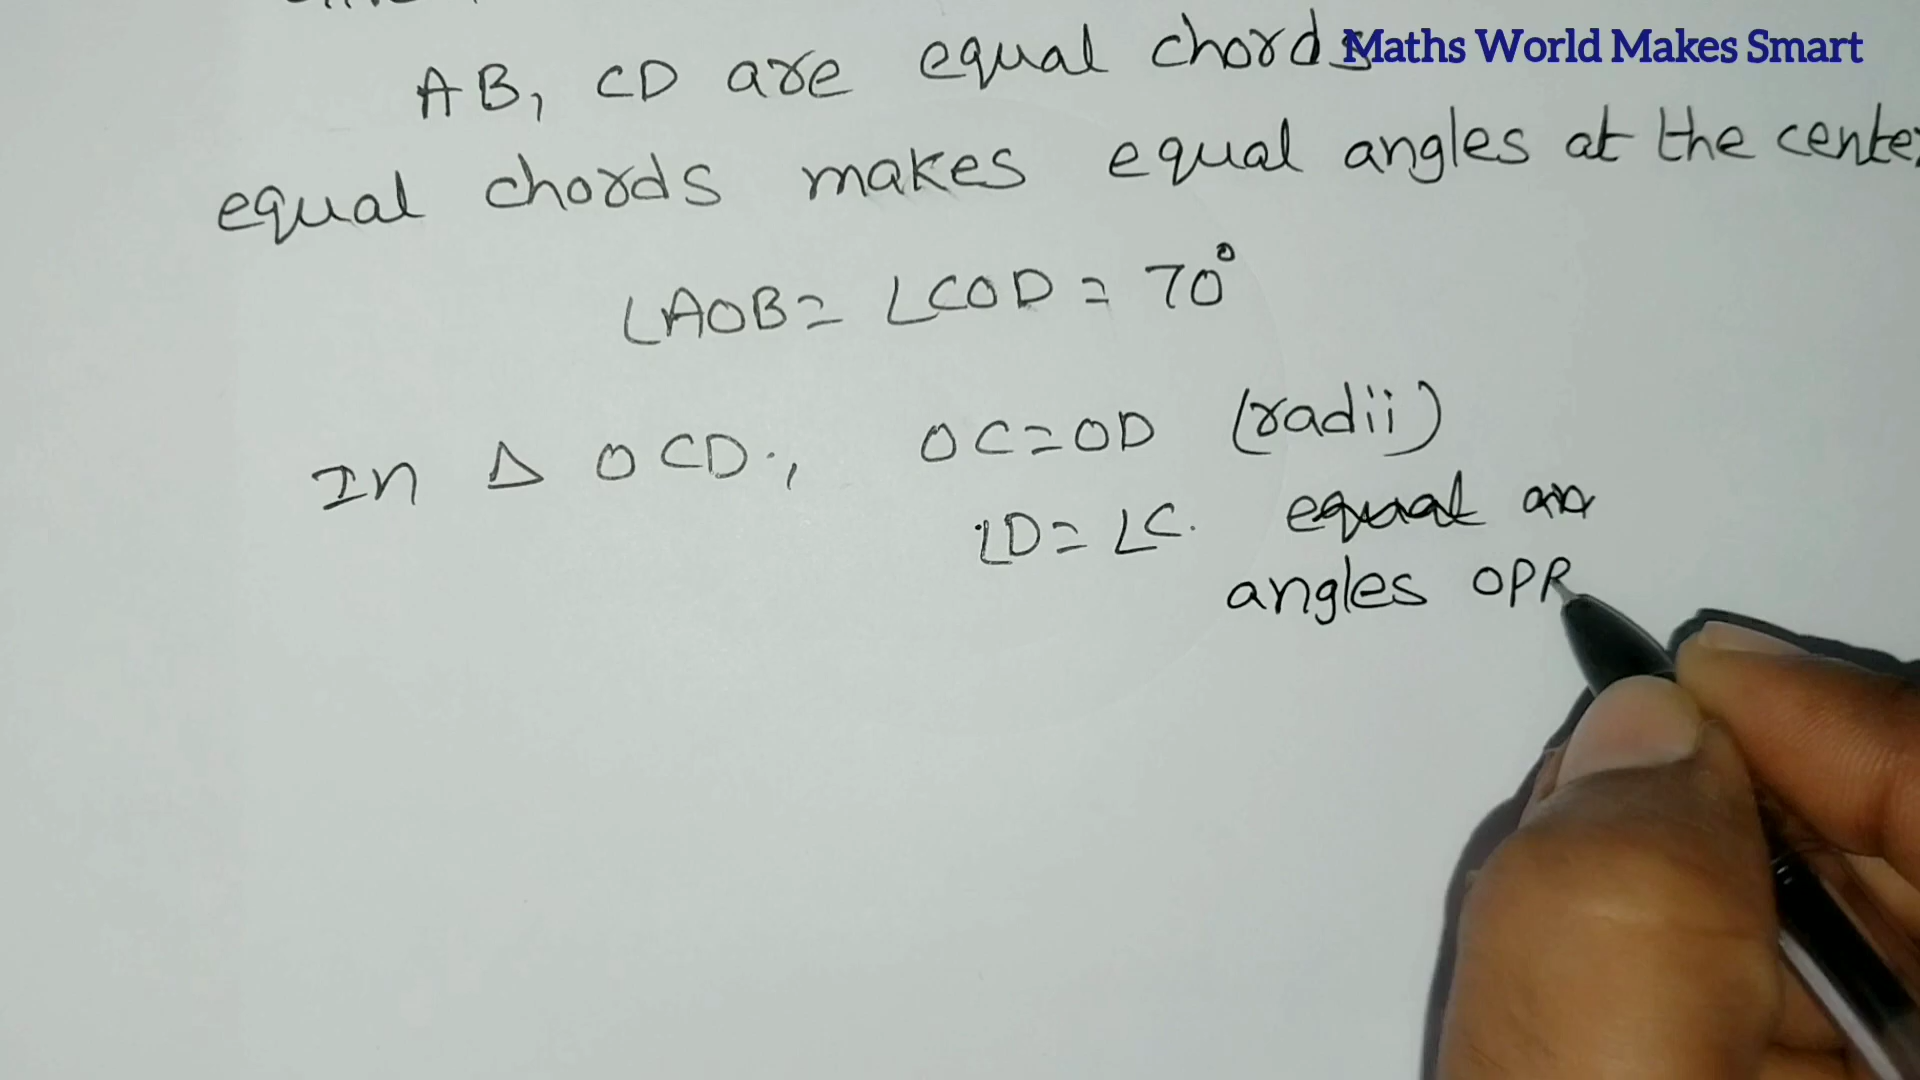 AB, CD are equal chords
Maths World Makes Smart
equal chords makes equal angles at the center
∠AOB = ∠COD = 70°
In Δ OCD, OC = OD (radii)
∠D = ∠C. equal
angles OPR